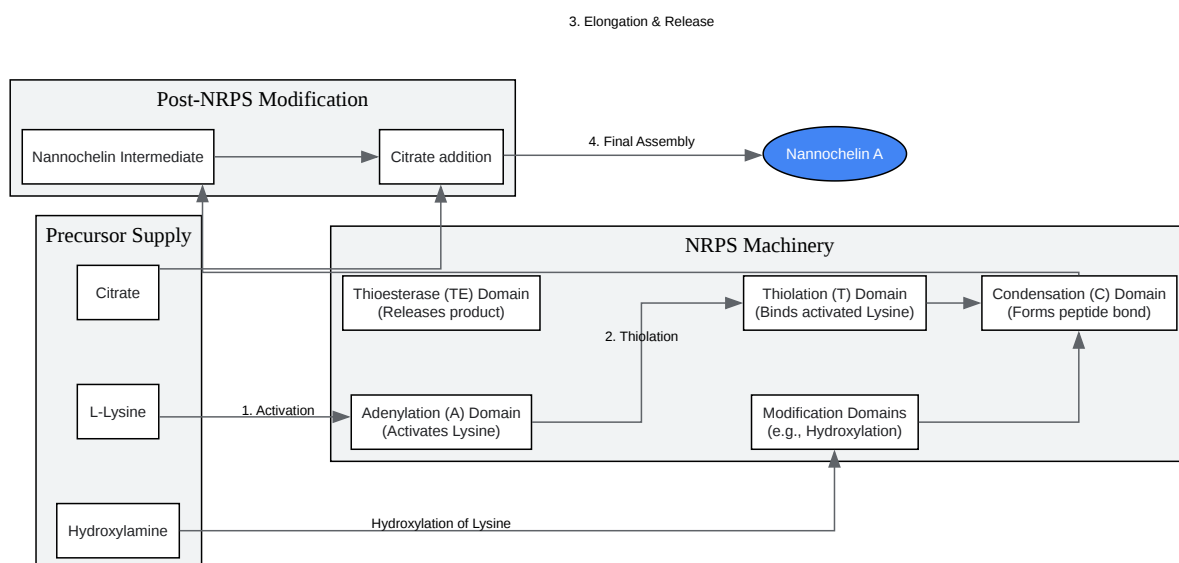 3. Elongation & Release
Post-NRPS Modification
Nannochelin Intermediate
Citrate addition
4. Final Assembly
Nannochelin A
Precursor Supply
Citrate
L-Lysine
Hydroxylamine
NRPS Machinery
Thioesterase (TE) Domain
(Releases product)
Thiolation (T) Domain
(Binds activated Lysine)
Condensation (C) Domain
(Forms peptide bond)
2. Thiolation
1. Activation
Adenylation (A) Domain
(Activates Lysine)
Modification Domains
(e.g., Hydroxylation)
Hydroxylation of Lysine